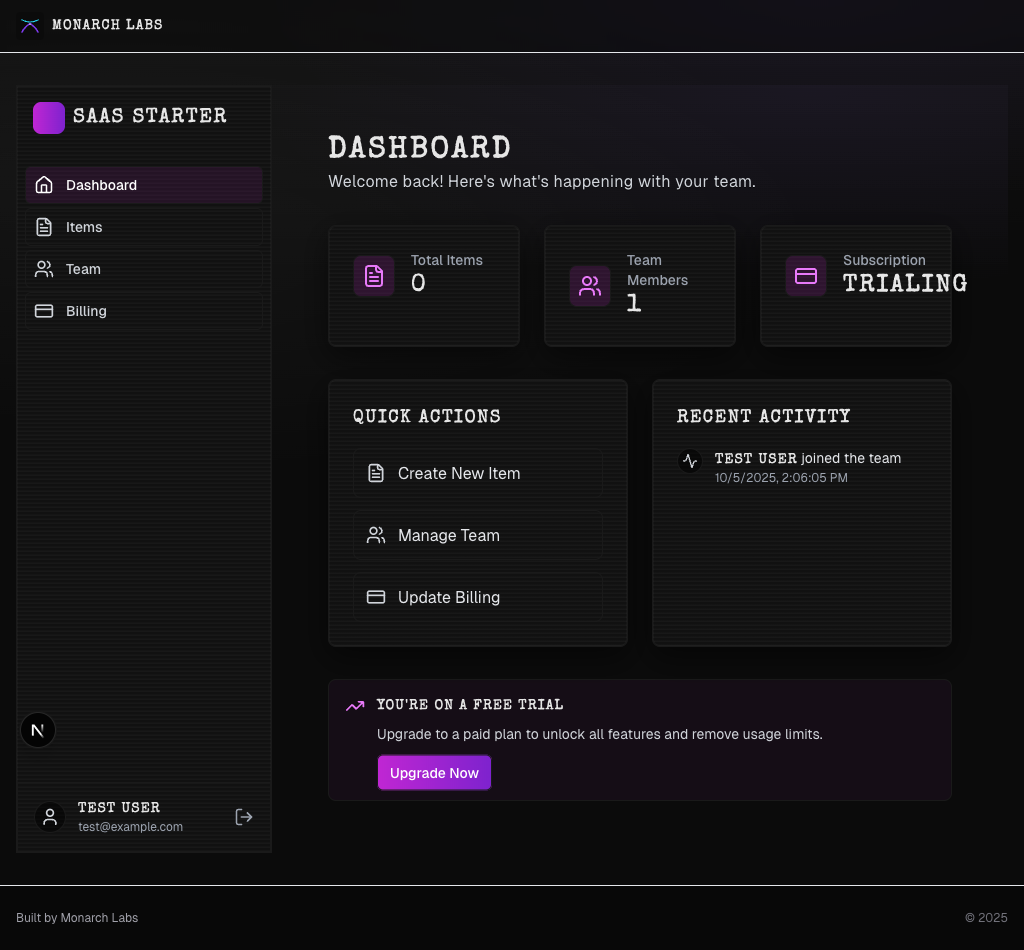 MONARCH LABS
SAAS STARTER
Dashboard
Items
Team
Billing
N
TEST USER
test@example.com
DASHBOARD
Welcome back! Here's what's happening with your team.
Total Items
0
Team
Members
1
Subscription
TRIALING
QUICK ACTIONS
Create New Item
Manage Team
Update Billing
RECENT ACTIVITY
TEST USER joined the team
10/5/2025, 2:06:05 PM
YOU'RE ON A FREE TRIAL
Upgrade to a paid plan to unlock all features and remove usage limits.
Upgrade Now
Built by Monarch Labs
© 2025